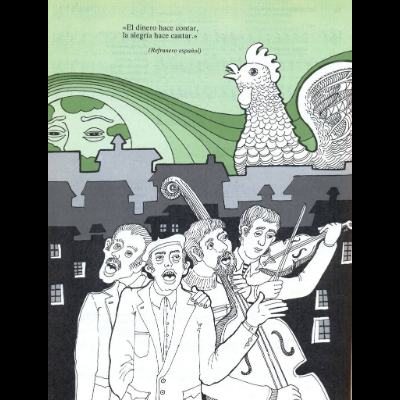 «El dinero hace contar,
la alegría hace cantar.»
(Refranero español)